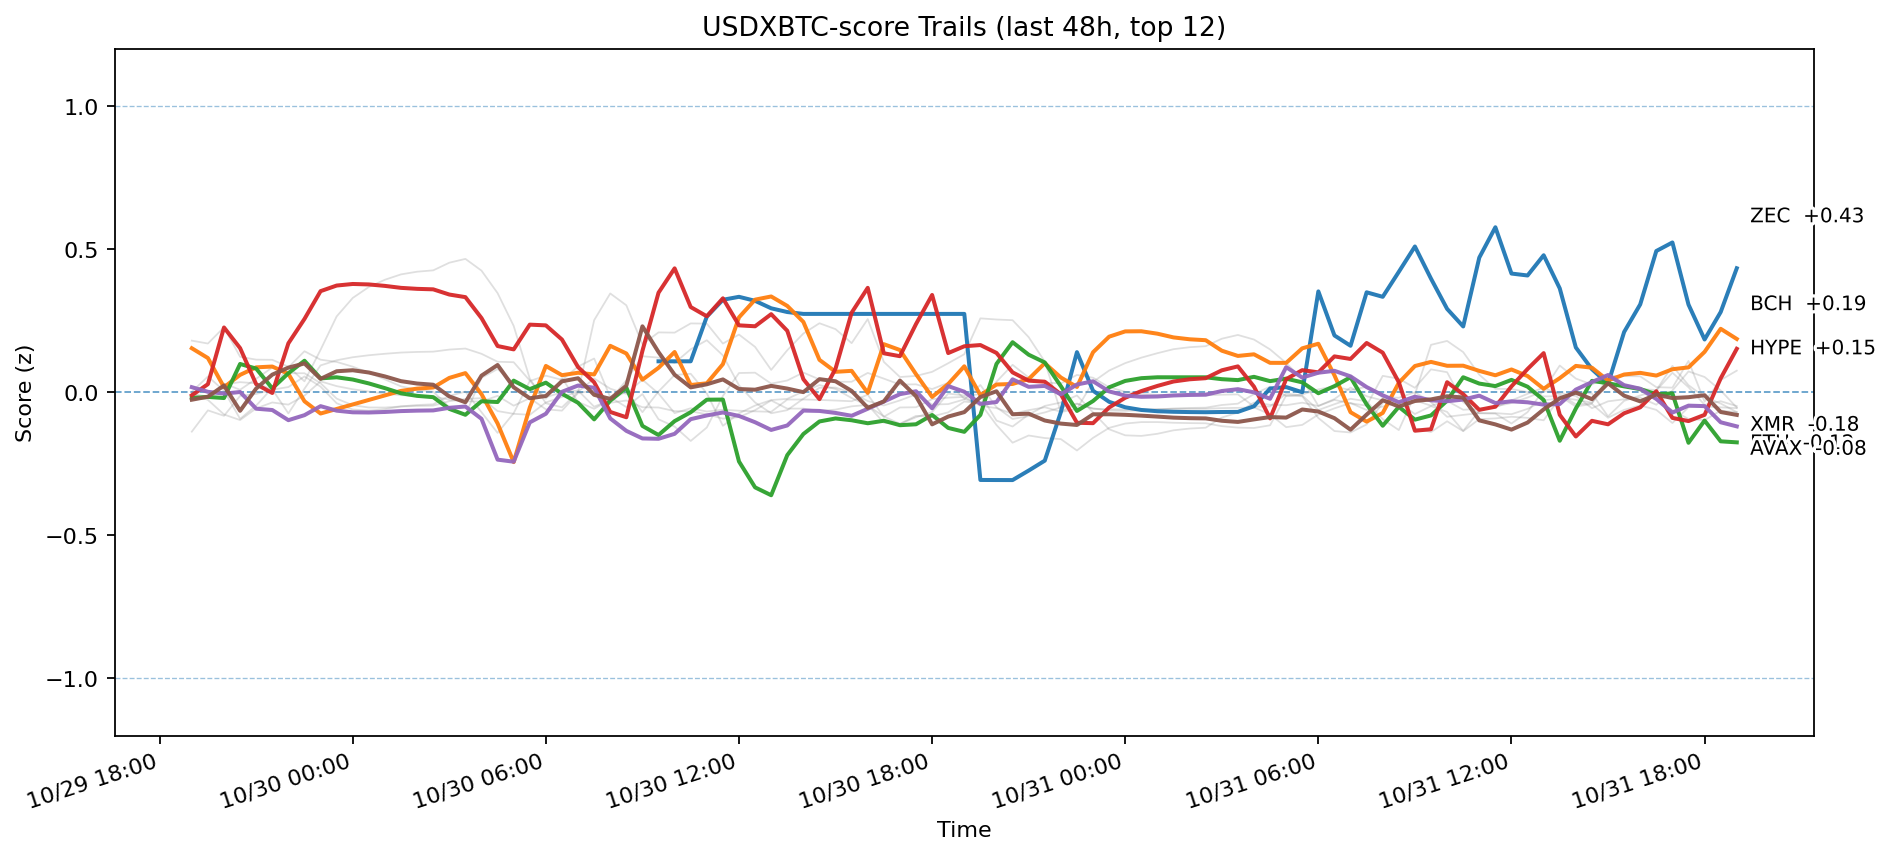 USDXBTC-score Trails (last 48h, top 12)
Score (z)
1.0
0.5
0.0
−0.5
−1.0
ZEC +0.43
BCH +0.19
HYPE +0.15
XMR -0.18
AVAX -0.08
10/29 18:00
10/30 00:00
10/30 06:00
10/30 12:00
10/30 18:00
10/31 00:00
10/31 06:00
10/31 12:00
10/31 18:00
Time